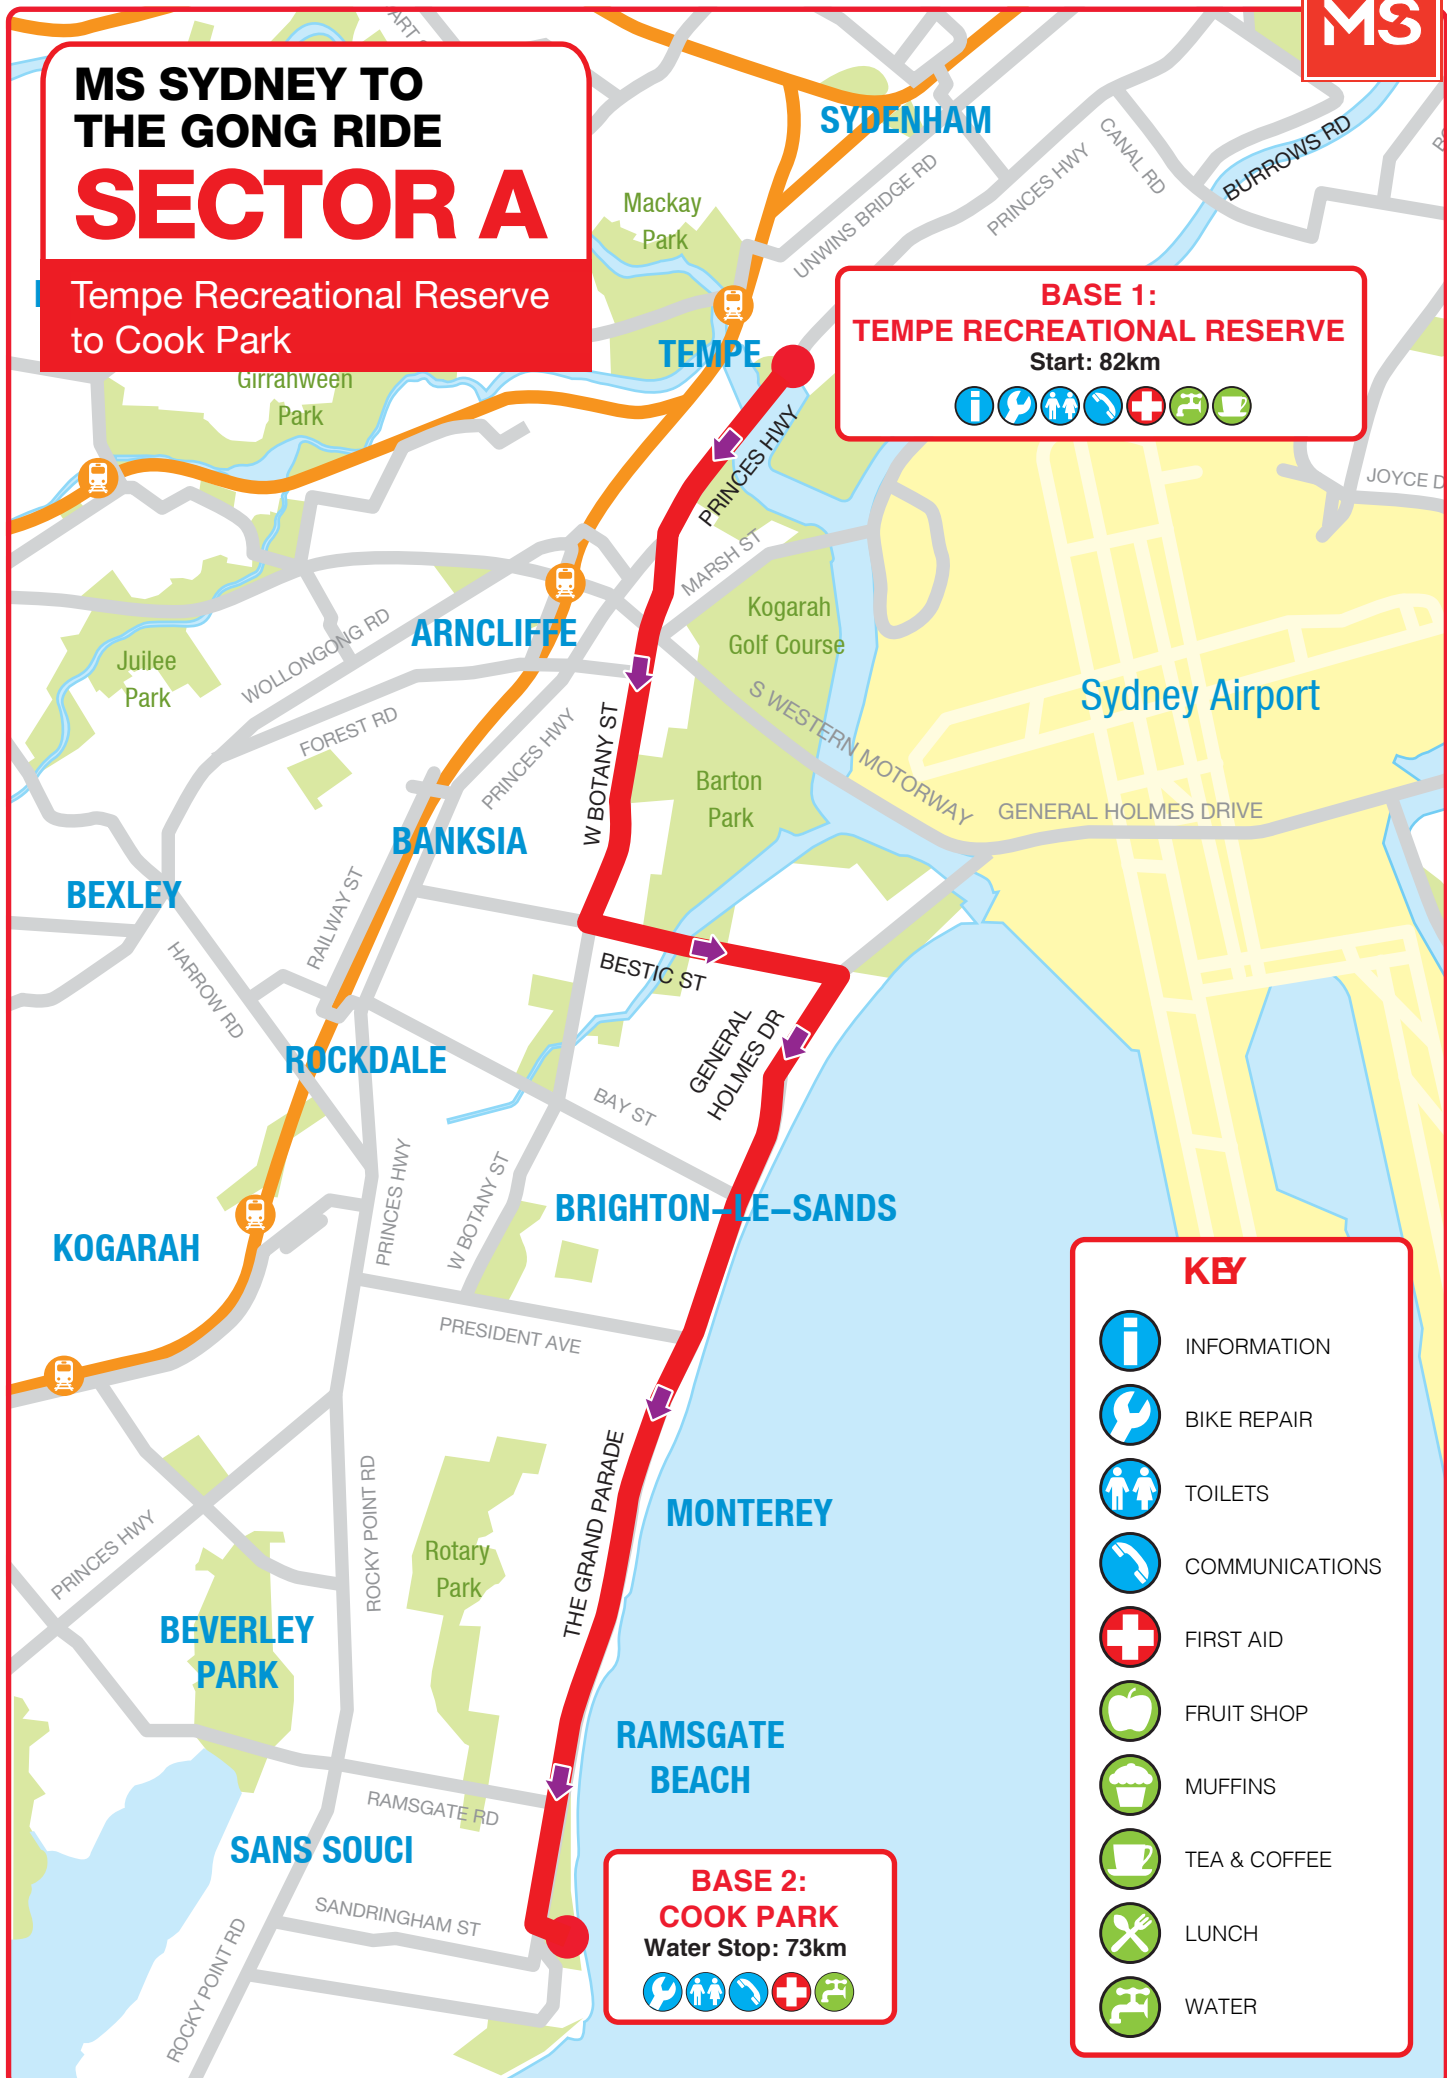 MS
MS SYDNEY TO
THE GONG RIDE
SECTOR A
Tempe Recreational Reserve
to Cook Park
SYDENHAM
CANAL RD
BURROWS RD
PRINCES HWY
UNWINS BRIDGE RD
Mackay
Park
BASE 1:
TEMPE RECREATIONAL RESERVE
Start: 82km
TEMPE
Girrahween
Park
PRINCES HWY
JOYCE D
MARSH ST
Kogarah
Golf Course
ARNCLIFFE
WOLLONGONG RD
Juilee
Park
FOREST RD
PRINCES HWY
W BOTANY ST
S WESTERN MOTORWAY
Sydney Airport
Barton
Park
GENERAL HOLMES DRIVE
BANKSIA
BEXLEY
RAILWAY ST
HARROW RD
BESTIC ST
GENERAL
HOLMES DR
ROCKDALE
BAY ST
PRINCES HWY
W BOTANY ST
BRIGHTON–LE–SANDS
KOGARAH
PRESIDENT AVE
THE GRAND PARADE
ROCKY POINT RD
MONTEREY
PRINCES HWY
Rotary
Park
BEVERLEY
PARK
RAMSGATE
BEACH
RAMSGATE RD
SANS SOUCI
SANDRINGHAM ST
ROCKY POINT RD
BASE 2:
COOK PARK
Water Stop: 73km
KEY
INFORMATION
BIKE REPAIR
TOILETS
COMMUNICATIONS
FIRST AID
FRUIT SHOP
MUFFINS
TEA & COFFEE
LUNCH
WATER